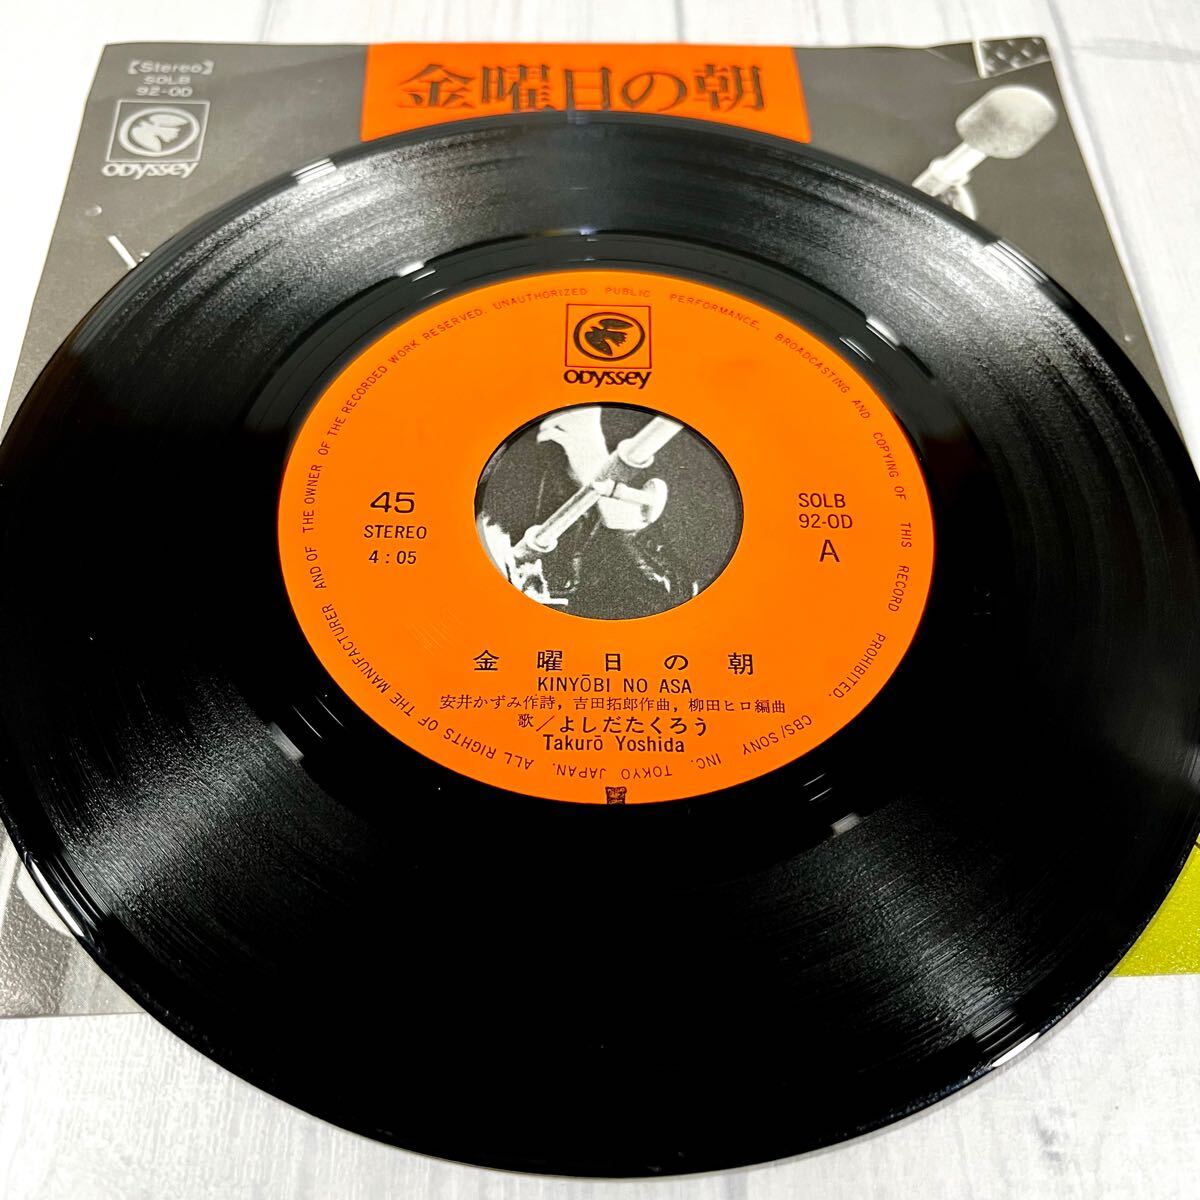 【Stereo】
SOLB
92-OD
ODYSSEY
金曜日の朝
ODYSSEY
45
STEREO
4:05
SOLB
92-OD
A
金曜日の朝
KINYŌBI NO ASA
安井かずみ作詩，吉田拓郎作曲，柳田ヒロ編曲
歌／よしだたくろう
Takurō Yoshida
ALL RIGHTS OF THE MANUFACTURER AND OF THE OWNER OF THE RECORDED WORK RESERVED. UNAUTHORIZED PUBLIC PERFORMANCE, BROADCASTING AND COPYING OF THIS RECORD PROHIBITED.
CBS/SONY INC. TOKYO JAPAN.